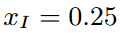 x_I = 0.25